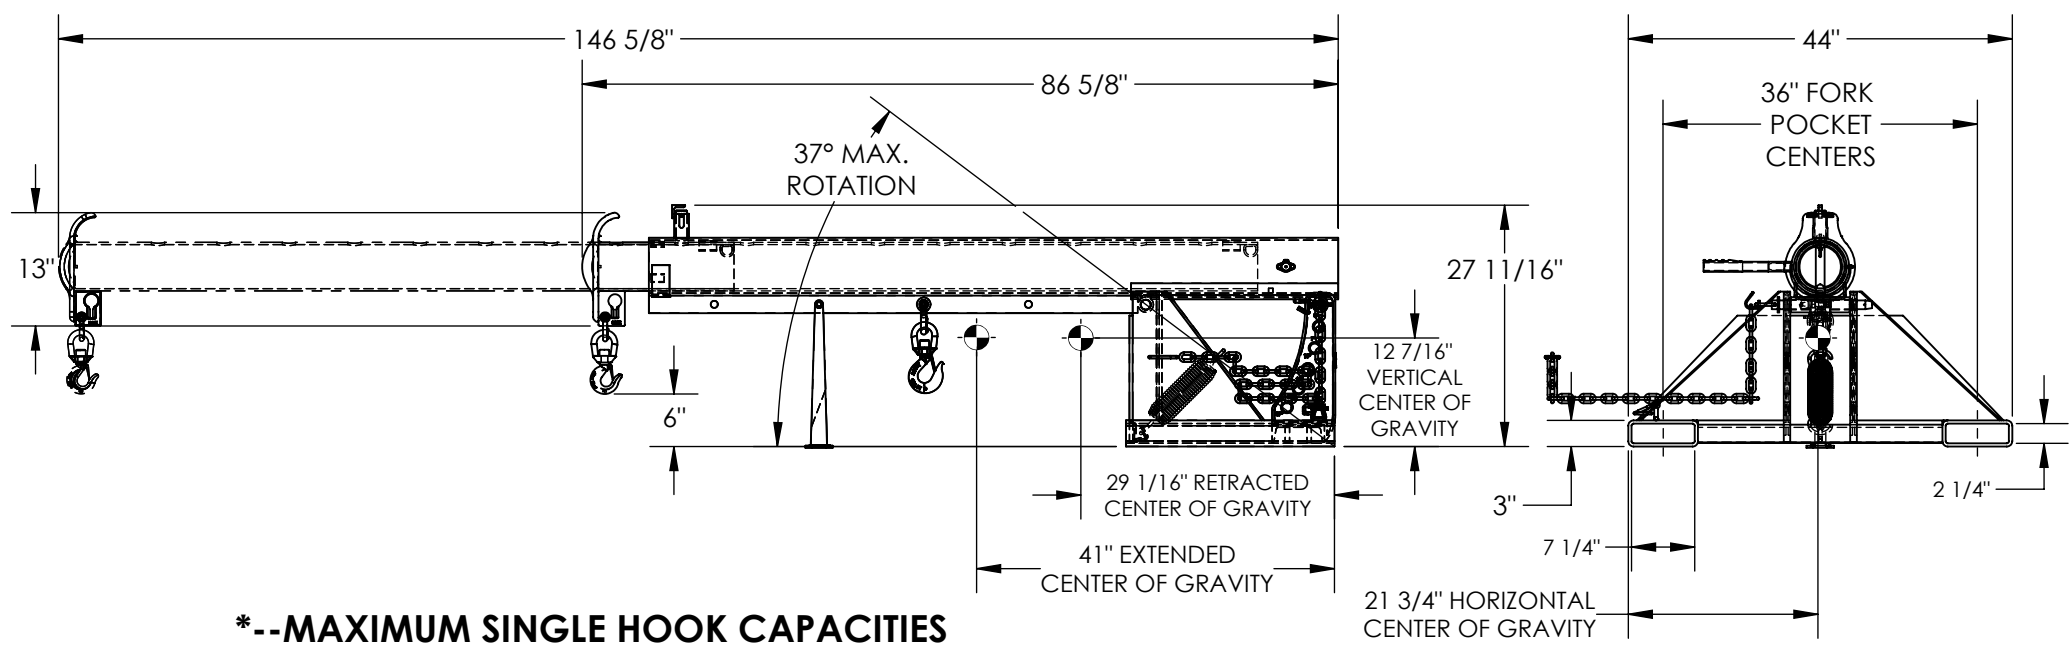 146 5/8"
86 5/8"
37° MAX.
ROTATION
13"
6"
27 11/16"
12 7/16"
VERTICAL
CENTER OF
GRAVITY
29 1/16" RETRACTED
CENTER OF GRAVITY
41" EXTENDED
CENTER OF GRAVITY
44"
36" FORK
POCKET
CENTERS
3"
2 1/4"
7 1/4"
21 3/4" HORIZONTAL
CENTER OF GRAVITY
*--MAXIMUM SINGLE HOOK CAPACITIES